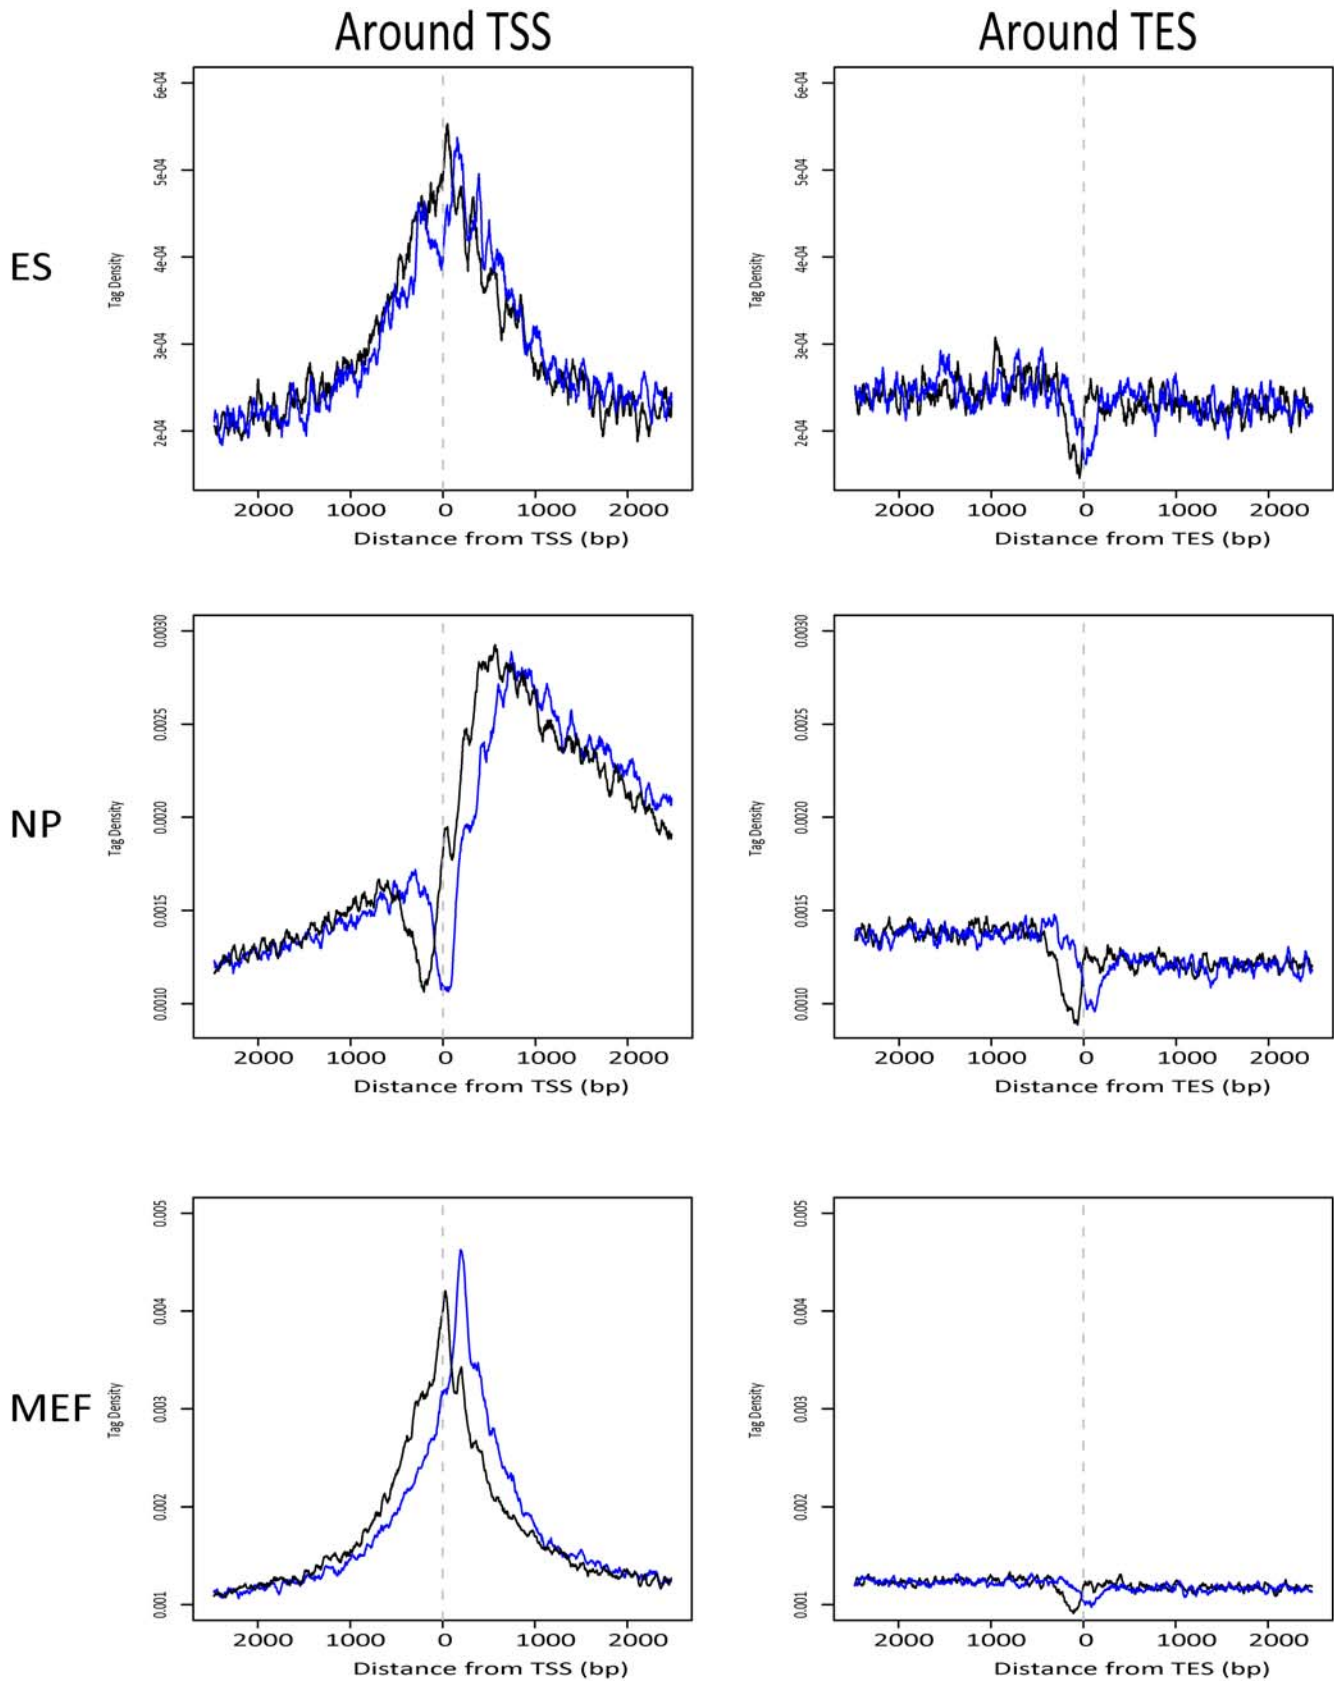 Around TSS
Around TES
ES
Tag Density
6e-04
5e-04
4e-04
3e-04
2e-04
2000 1000 0 1000 2000
Distance from TSS (bp)
Tag Density
6e-04
5e-04
4e-04
3e-04
2e-04
2000 1000 0 1000 2000
Distance from TES (bp)
NP
Tag Density
0.0030
0.0025
0.0020
0.0015
0.0010
2000 1000 0 1000 2000
Distance from TSS (bp)
Tag Density
0.0030
0.0025
0.0020
0.0015
0.0010
2000 1000 0 1000 2000
Distance from TES (bp)
MEF
Tag Density
0.005
0.004
0.003
0.002
0.001
2000 1000 0 1000 2000
Distance from TSS (bp)
Tag Density
0.005
0.004
0.003
0.002
0.001
2000 1000 0 1000 2000
Distance from TES (bp)